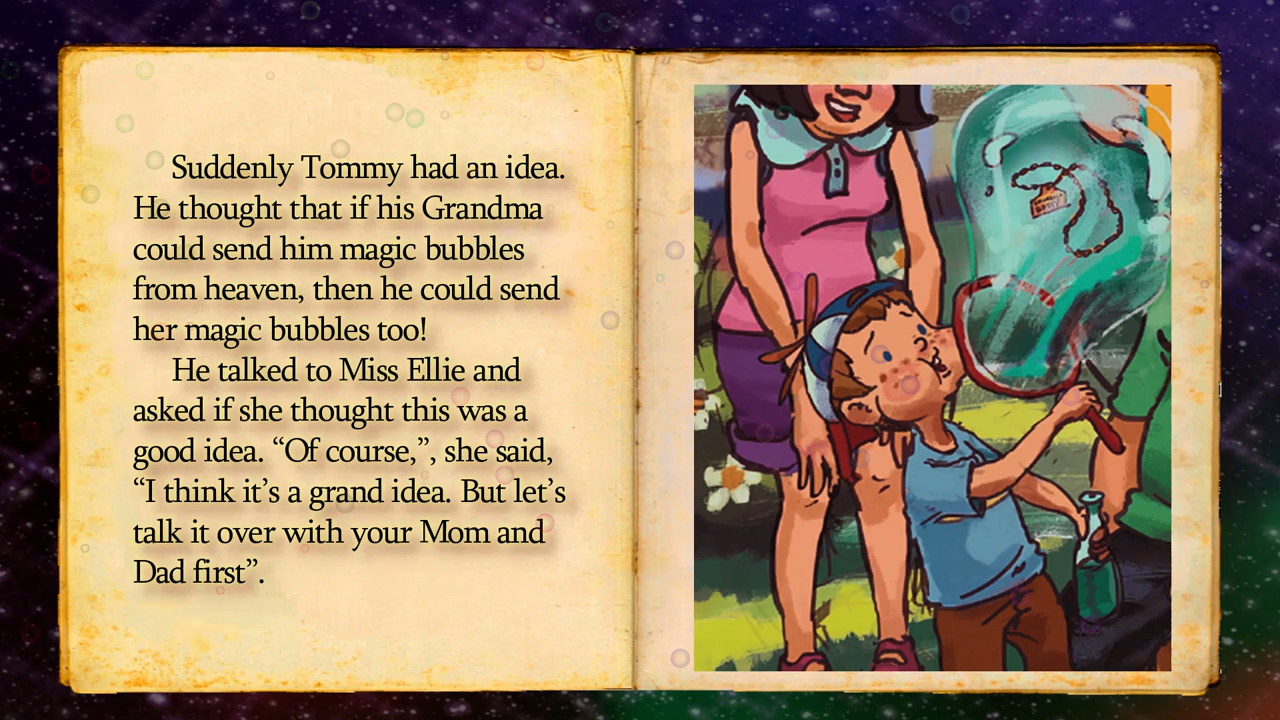 Suddenly Tommy had an idea.
He thought that if his Grandma
could send him magic bubbles
from heaven, then he could send
her magic bubbles too!
He talked to Miss Ellie and
asked if she thought this was a
good idea. “Of course,”, she said,
“I think it’s a grand idea. But let’s
talk it over with your Mom and
Dad first”.